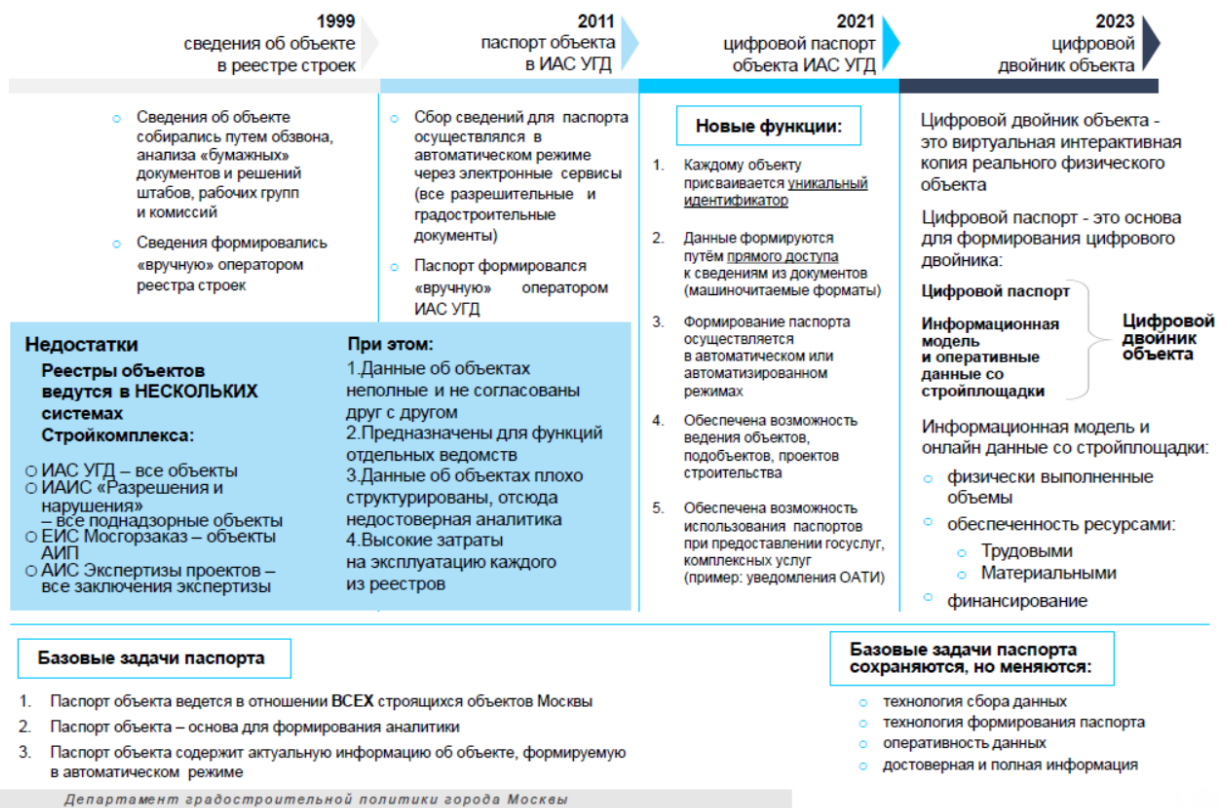 1999
сведения об объекте
в реестре строек
2011
паспорт объекта
в ИАС УГД
2021
цифровой паспорт
объекта ИАС УГД
2023
цифровой
двойник объекта
Сведения об объекте
собирались путем обзвона,
анализа «бумажных»
документов и решений
штабов, рабочих групп
и комиссий
Сведения формировались
«вручную» оператором
реестра строек
Сбор сведений для паспорта
осуществлялся в
автоматическом режиме
через электронные сервисы
(все разрешительные и
градостроительные
документы)
Паспорт формировался
«вручную» оператором
ИАС УГД
Недостатки
Реестры объектов
ведутся в НЕСКОЛЬКИХ
системах
Стройкомплекса:
ИАС УГД – все объекты
ИАИС «Разрешения и
нарушения»
– все поднадзорные объекты
ЕИС Мосгорзаказ – объекты
АИП
АИС Экспертизы проектов –
все заключения экспертизы
При этом:
1.Данные об объектах
неполные и не согласованы
друг с другом
2.Предназначены для функций
отдельных ведомств
3.Данные об объектах плохо
структурированы, отсюда
недостоверная аналитика
4.Высокие затраты
на эксплуатацию каждого
из реестров
Новые функции:
1. Каждому объекту
присваивается уникальный
идентификатор
2. Данные формируются
путём прямого доступа
к сведениям из документов
(машиночитаемые форматы)
3. Формирование паспорта
осуществляется
в автоматическом или
автоматизированном
режимах
4. Обеспечена возможность
ведения объектов,
подобъектов, проектов
строительства
5. Обеспечена возможность
использования паспортов
при предоставлении госуслуг,
комплексных услуг
(пример: уведомления ОАТИ)
Цифровой двойник объекта -
это виртуальная интерактивная
копия реального физического
объекта
Цифровой паспорт - это основа
для формирования цифрового
двойника:
Цифровой паспорт
Информационная
модель
и оперативные
данные со
стройплощадки
Цифровой
двойник
объекта
Информационная модель и
онлайн данные со стройплощадки:
физически выполненные
объемы
обеспеченность ресурсами:
Трудовыми
Материальными
финансирование
Базовые задачи паспорта
1. Паспорт объекта ведется в отношении ВСЕХ строящихся объектов Москвы
2. Паспорт объекта – основа для формирования аналитики
3. Паспорт объекта содержит актуальную информацию об объекте, формируемую
в автоматическом режиме
Базовые задачи паспорта
сохраняются, но меняются:
технология сбора данных
технология формирования паспорта
оперативность данных
достоверная и полная информация
Департамент градостроительной политики города Москвы